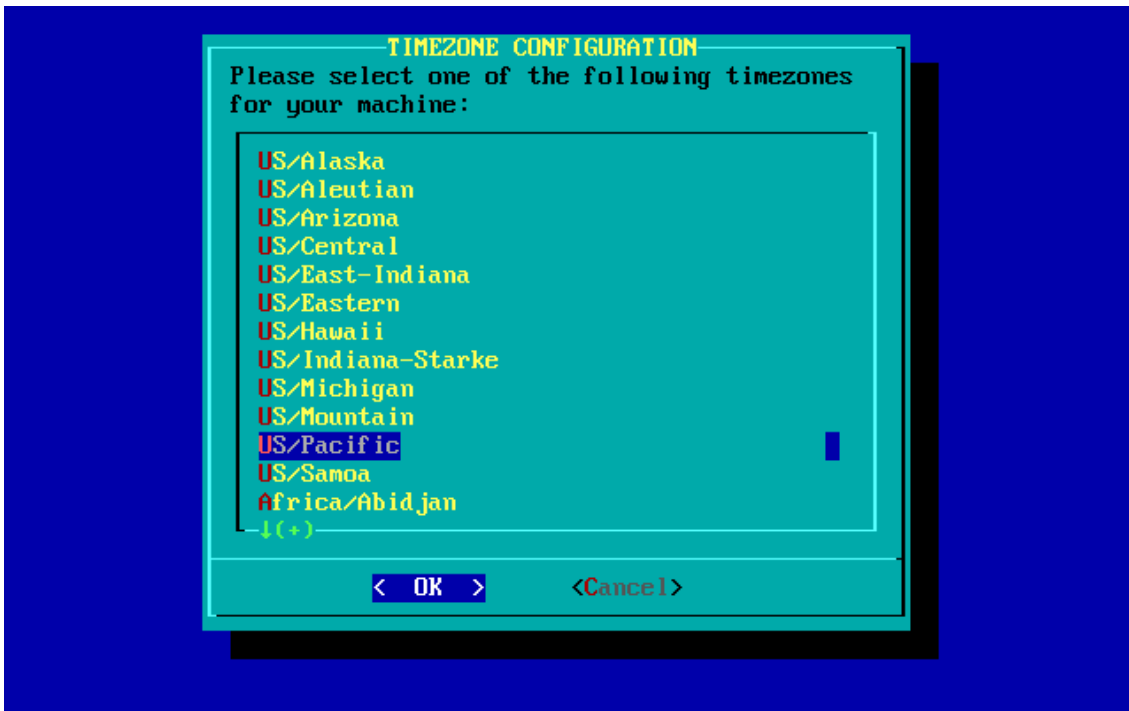 TIMEZONE CONFIGURATION
Please select one of the following timezones
for your machine:
US/Alaska
US/Aleutian
US/Arizona
US/Central
US/East-Indiana
US/Eastern
US/Hawaii
US/Indiana-Starke
US/Michigan
US/Mountain
US/Pacific
US/Samoa
Africa/Abidjan
↓(+)
< OK > <Cancel>